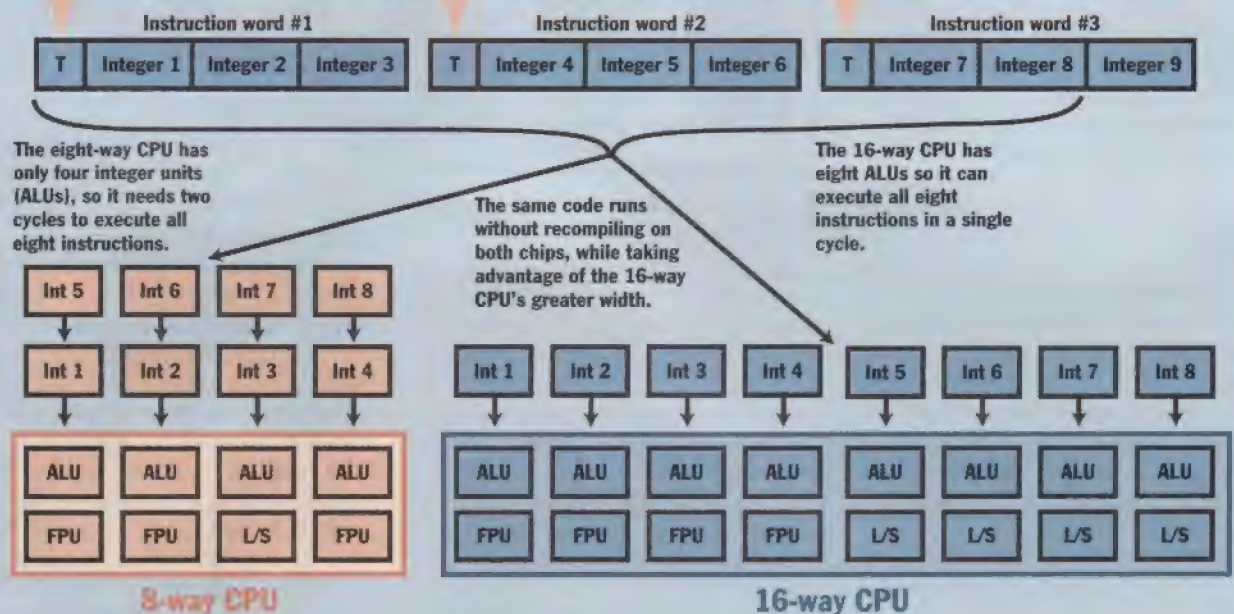 Instruction word #1
Instruction word #2
Instruction word #3
T Integer 1 Integer 2 Integer 3
T Integer 4 Integer 5 Integer 6
T Integer 7 Integer 8 Integer 9
The eight-way CPU has
only four integer units
(ALUs), so it needs two
cycles to execute all
eight instructions.
The same code runs
without recompiling on
both chips, while taking
advantage of the 16-way
CPU's greater width.
The 16-way CPU has
eight ALUs so it can
execute all eight
instructions in a single
cycle.
Int 5 Int 6 Int 7 Int 8
Int 1 Int 2 Int 3 Int 4
ALU ALU ALU ALU
FPU FPU L/S FPU
8-way CPU
Int 1 Int 2 Int 3 Int 4 Int 5 Int 6 Int 7 Int 8
ALU ALU ALU ALU ALU ALU ALU ALU
FPU FPU FPU FPU L/S L/S L/S L/S
16-way CPU